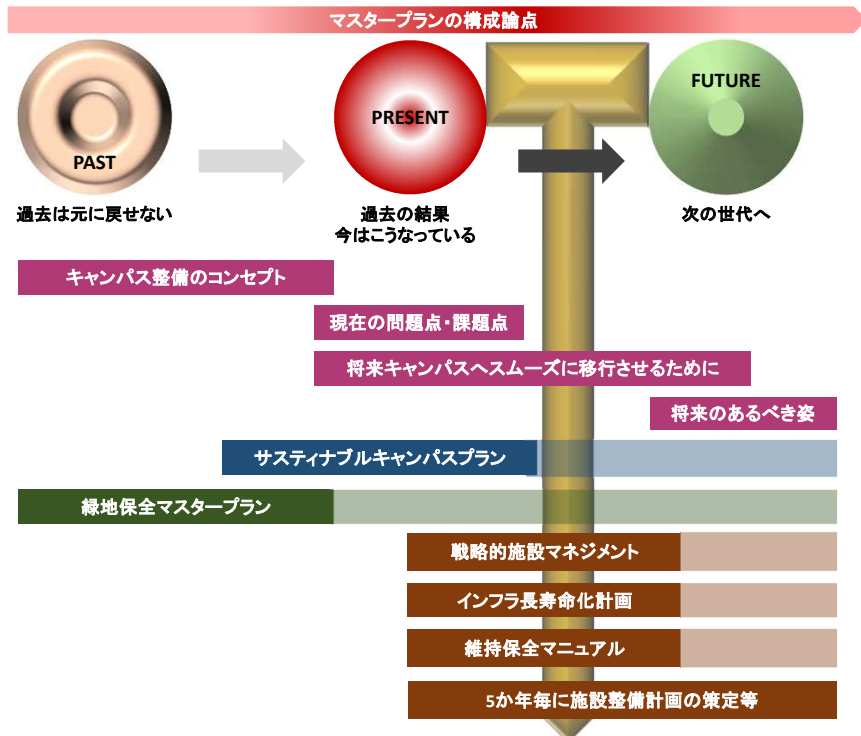 マスタープランの構成論点
PAST
PRESENT
FUTURE
過去は元に戻せない
過去の結果
今はこうなっている
次の世代へ
キャンパス整備のコンセプト
現在の問題点・課題点
将来キャンパスへスムーズに移行させるために
将来のあるべき姿
サスティナブルキャンパスプラン
緑地保全マスタープラン
戦略的施設マネジメント
インフラ長寿命化計画
維持保全マニュアル
5か年毎に施設整備計画の策定等